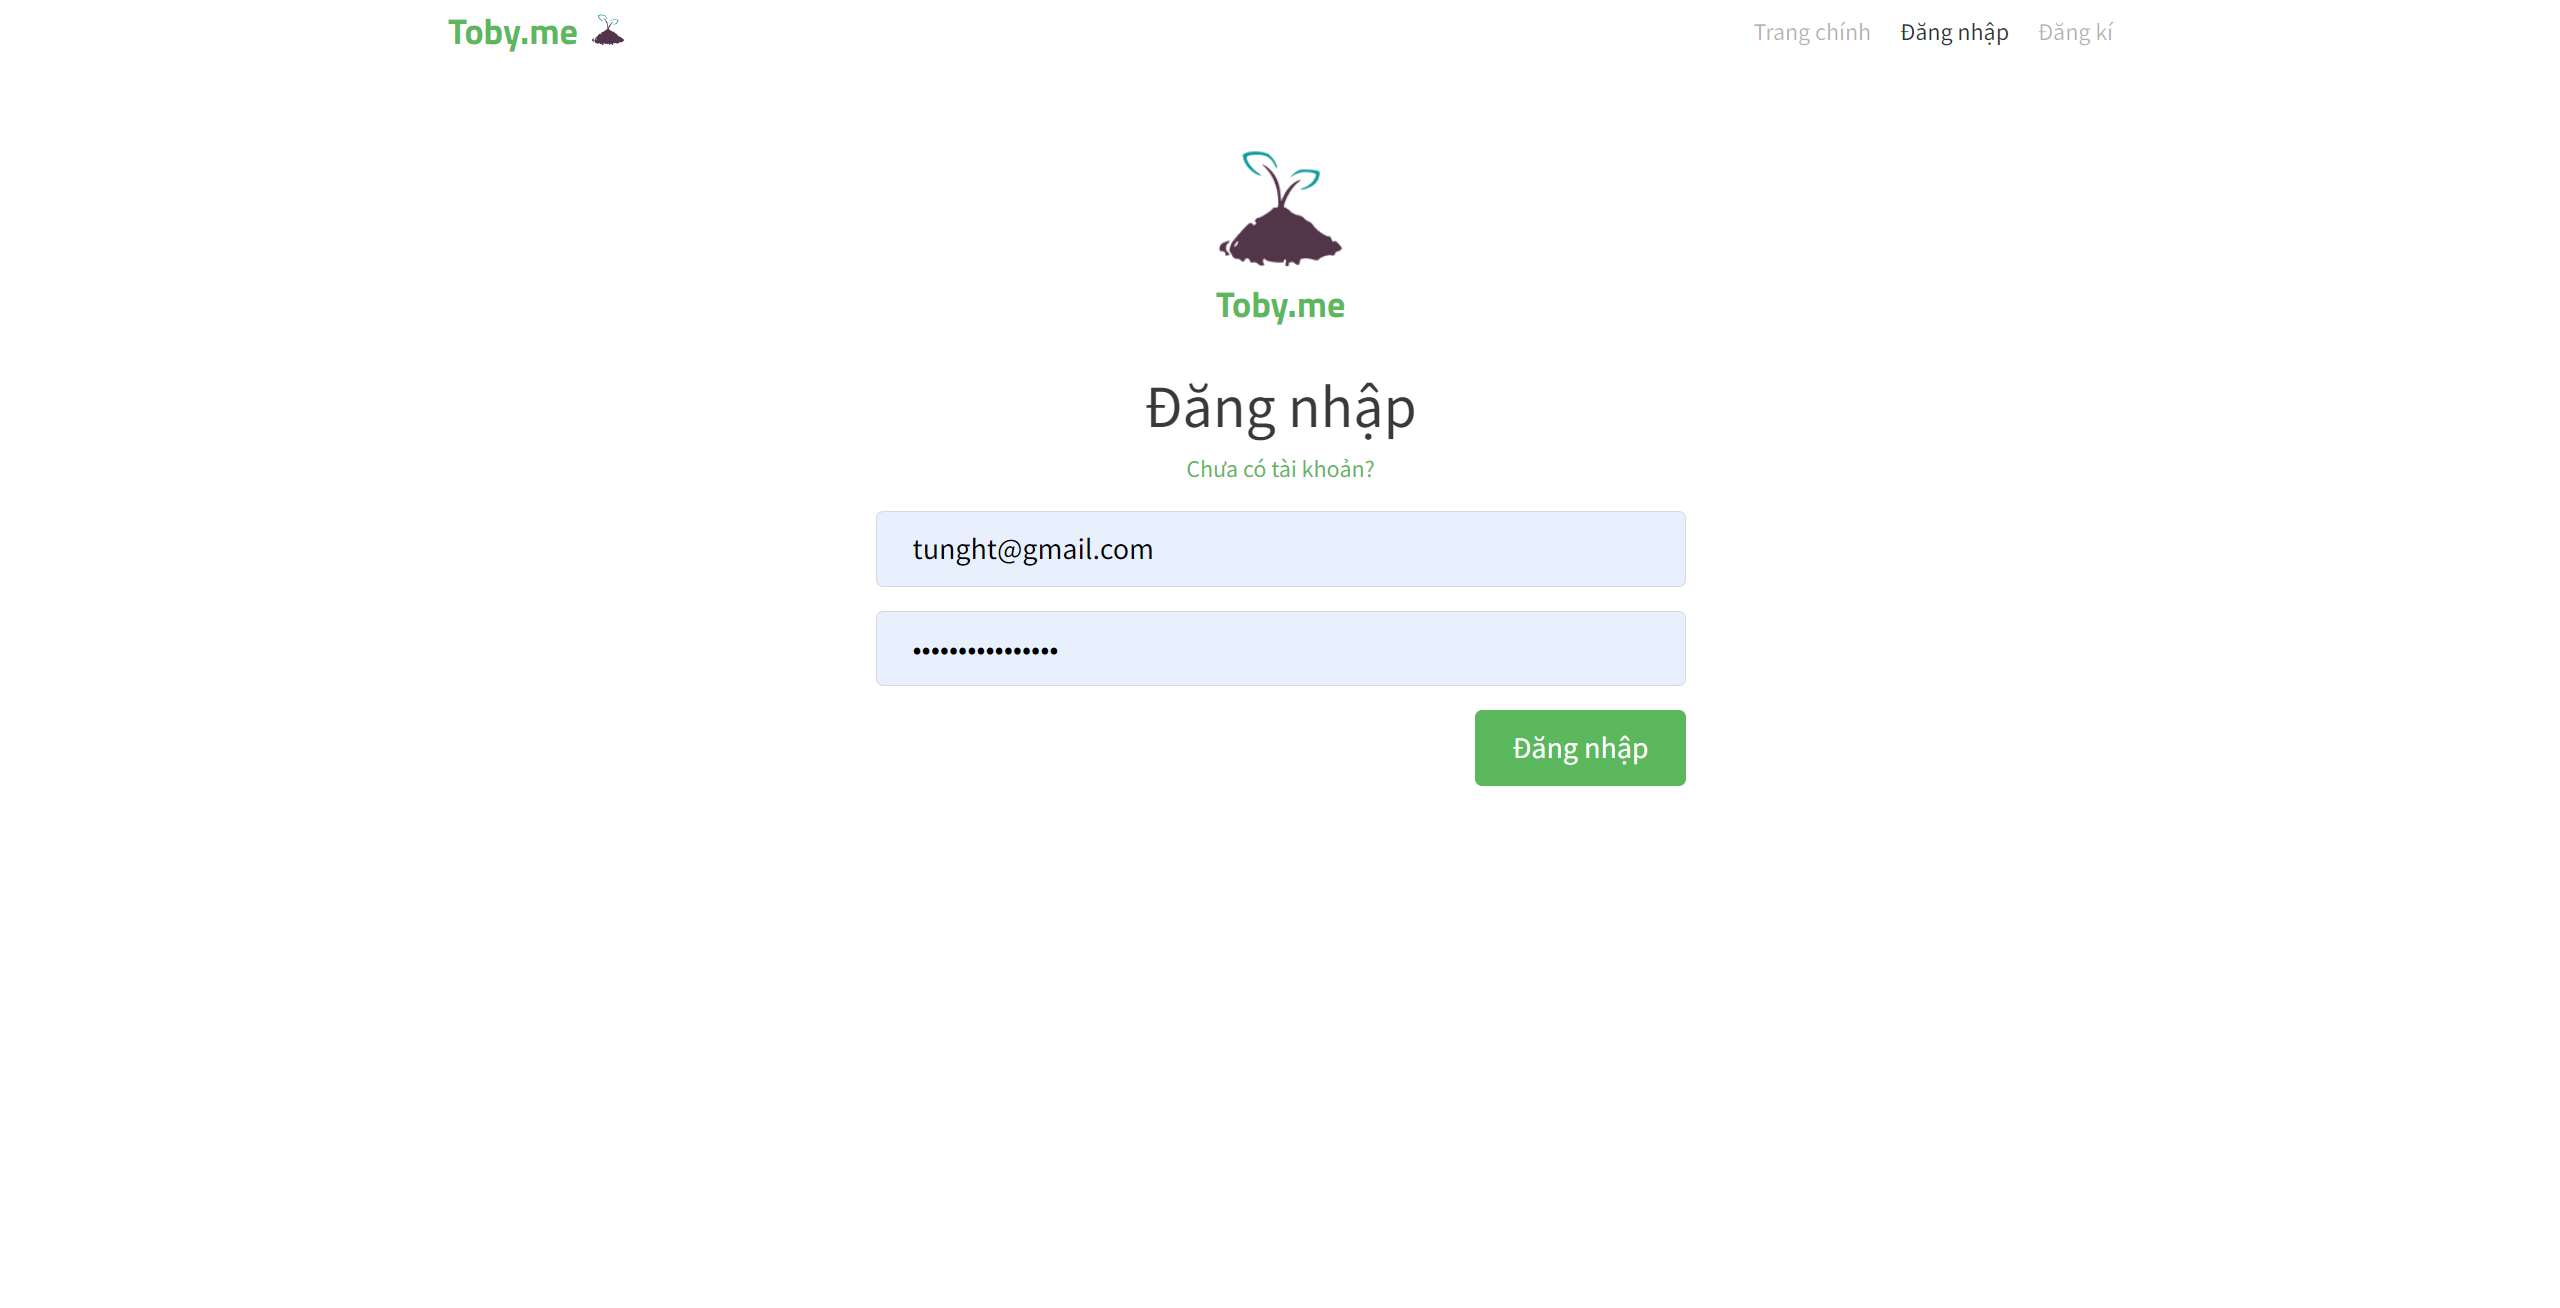 Toby.me
Trang chính Đăng nhập Đăng kí
Toby.me
Đăng nhập
Chưa có tài khoản?
tunght@gmail.com
••••••••••••••••
Đăng nhập